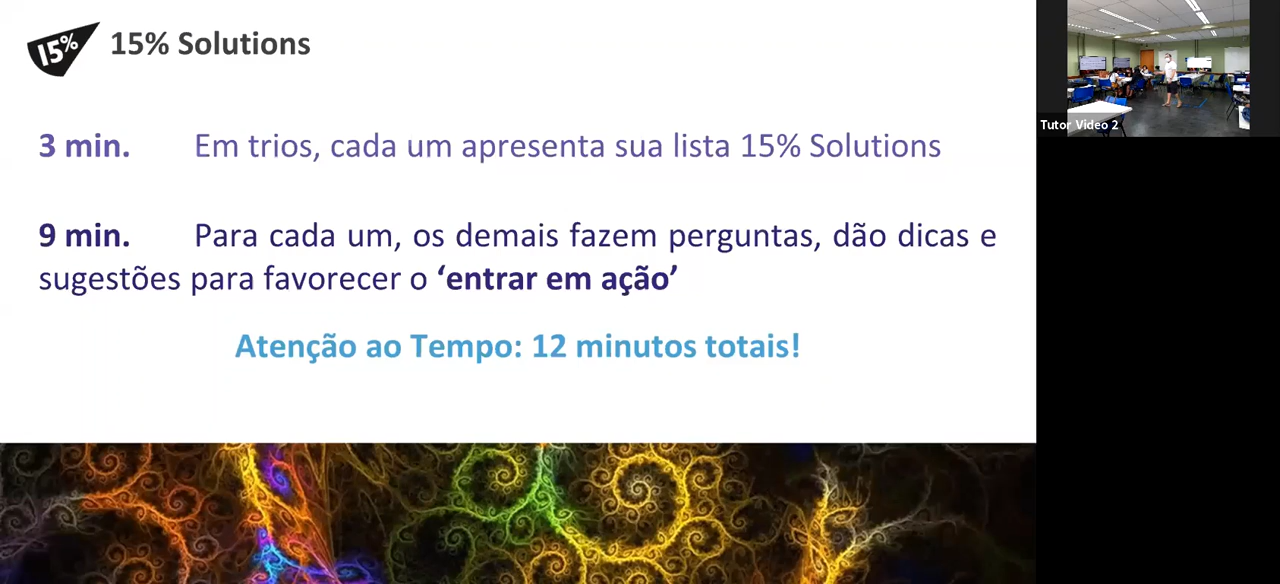 15%
15% Solutions
3 min. Em trios, cada um apresenta sua lista 15% Solutions
9 min. Para cada um, os demais fazem perguntas, dão dicas e
sugestões para favorecer o ‘entrar em ação’
Atenção ao Tempo: 12 minutos totais!
Tutor Video 2